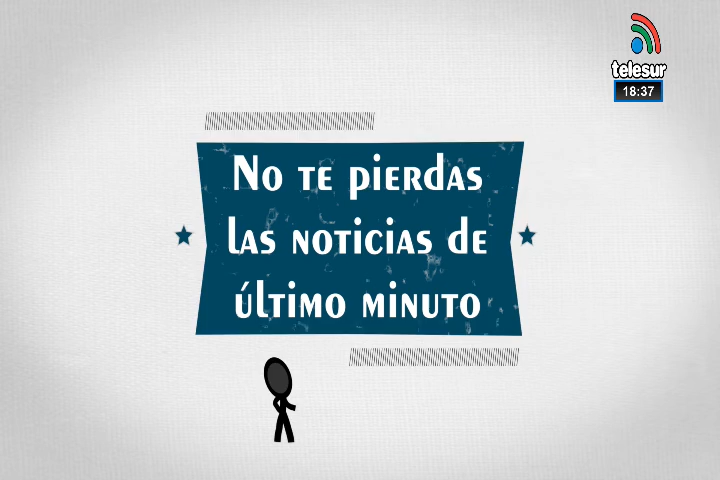 telesur
18:37
No te pierdas
las noticias de
último minuto